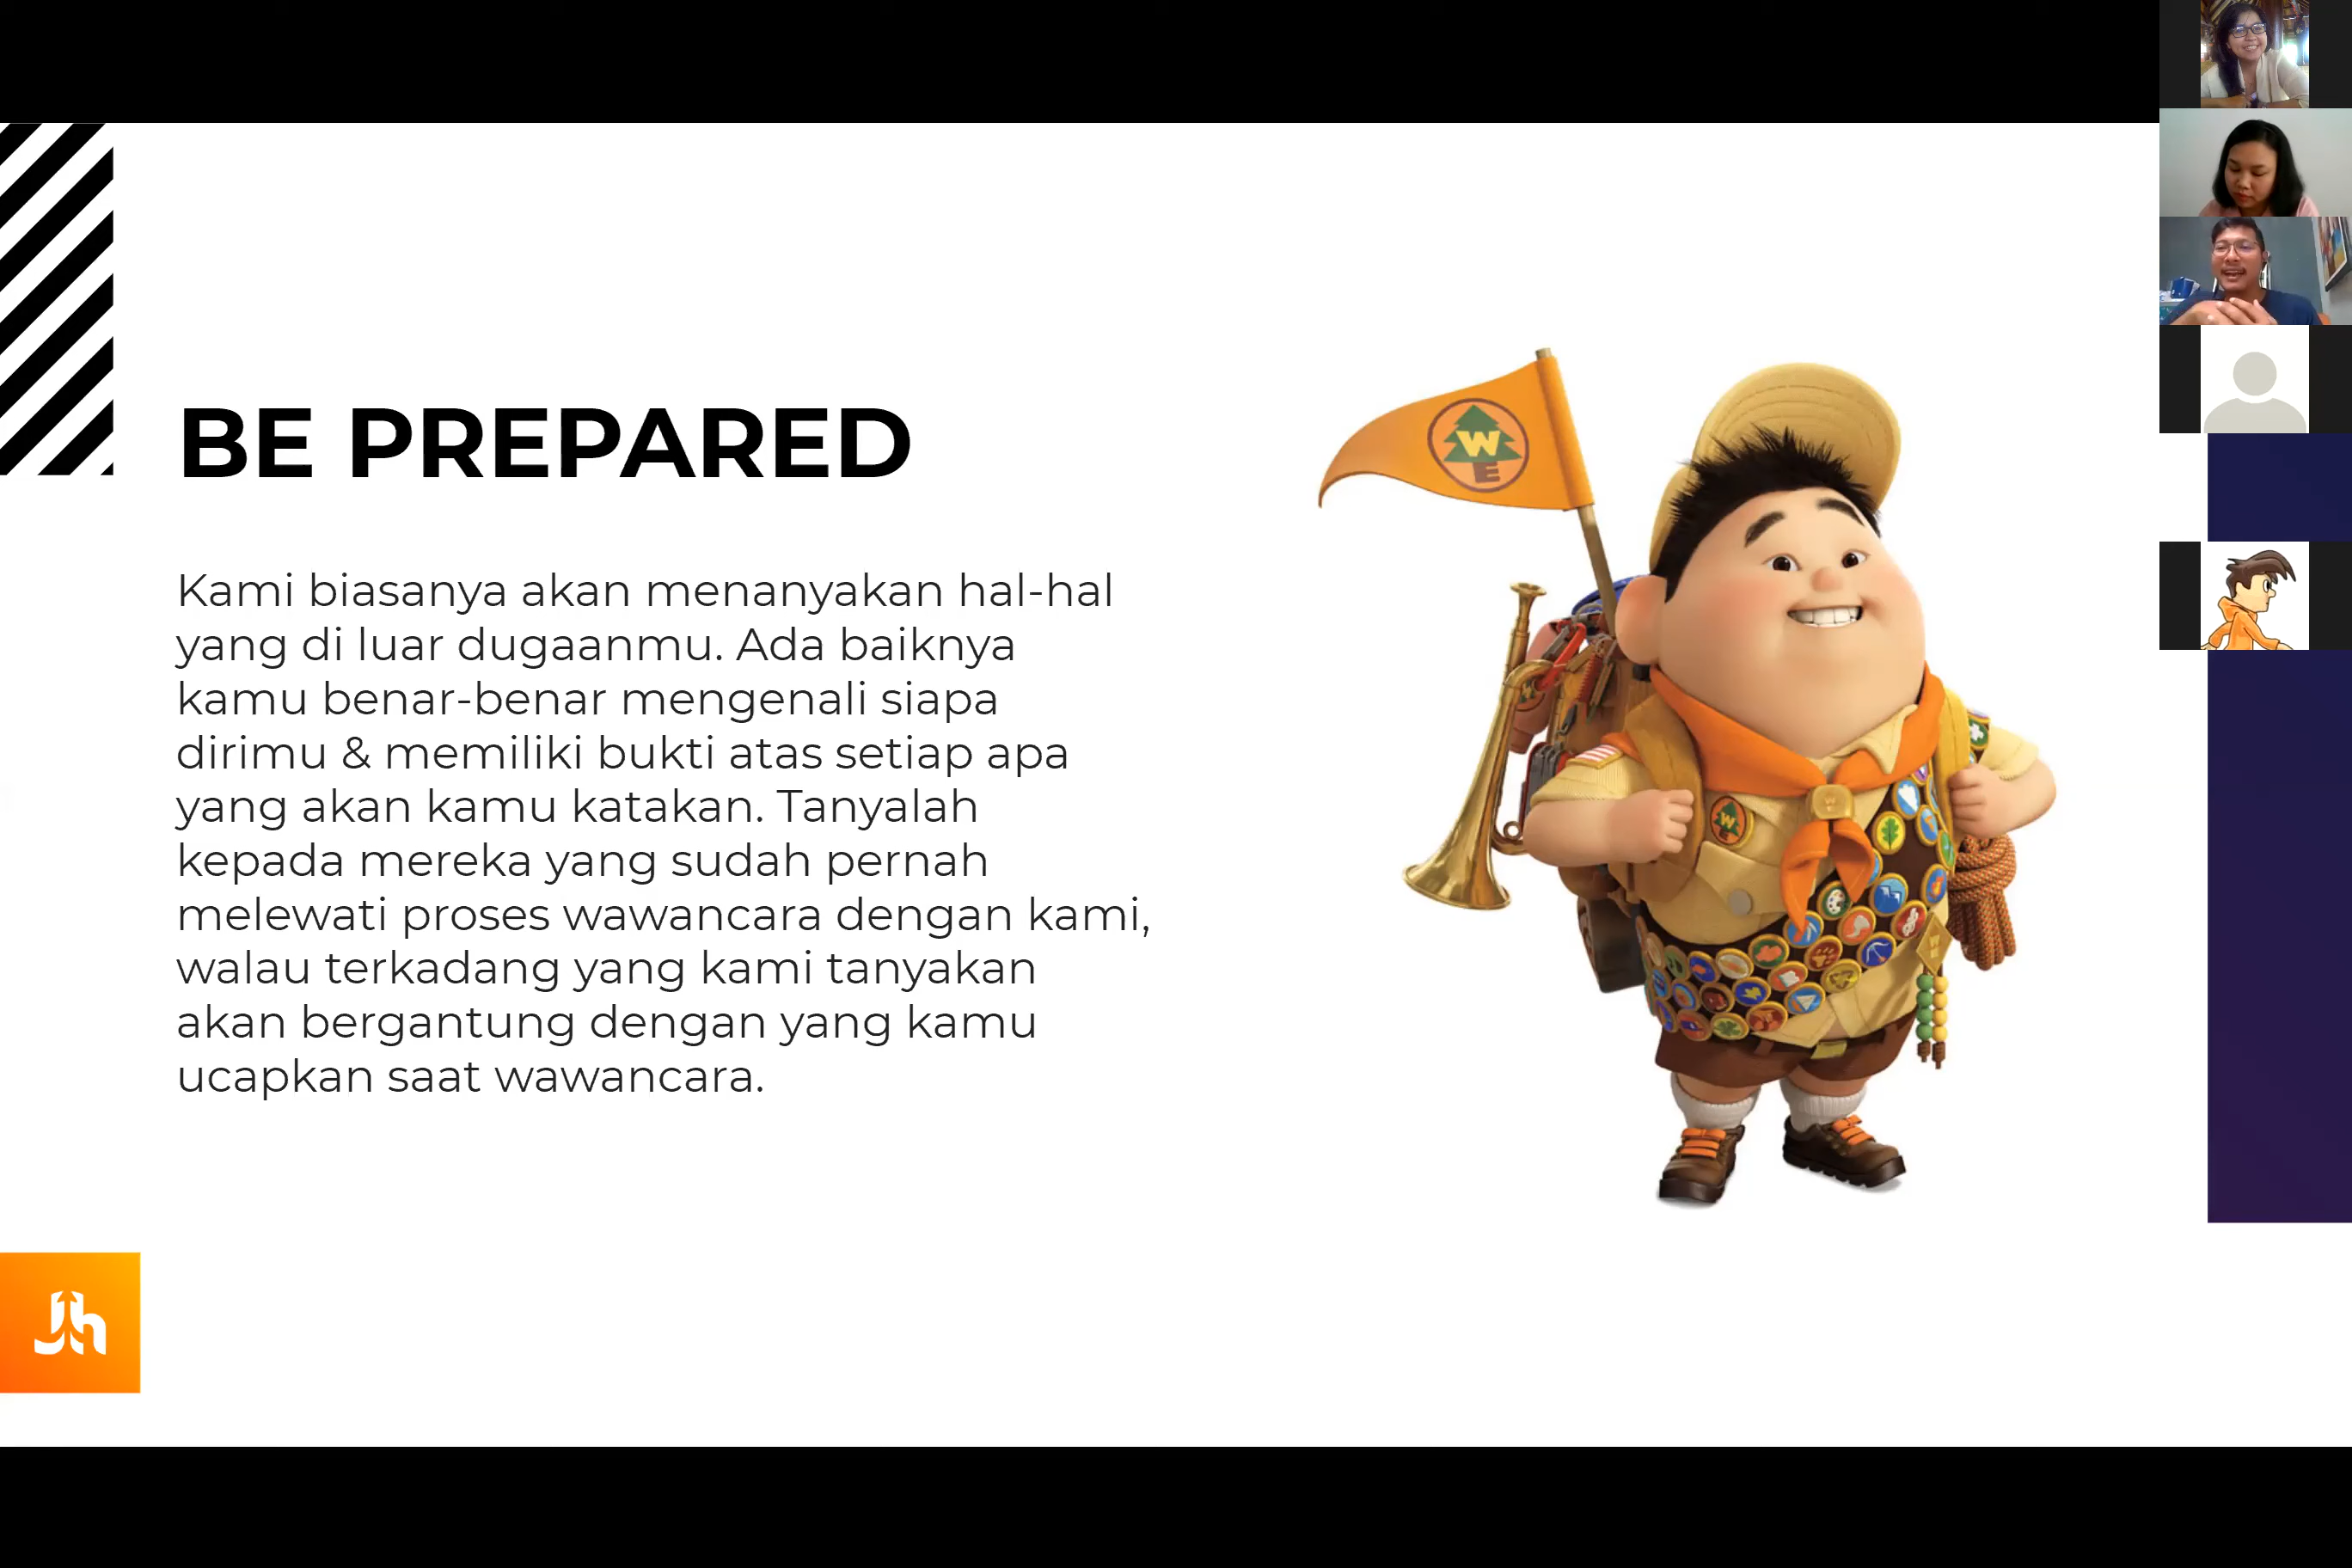 BE PREPARED
Kami biasanya akan menanyakan hal-hal
yang di luar dugaanmu. Ada baiknya
kamu benar-benar mengenali siapa
dirimu & memiliki bukti atas setiap apa
yang akan kamu katakan. Tanyalah
kepada mereka yang sudah pernah
melewati proses wawancara dengan kami,
walau terkadang yang kami tanyakan
akan bergantung dengan yang kamu
ucapkan saat wawancara.
W
E
W
Jh